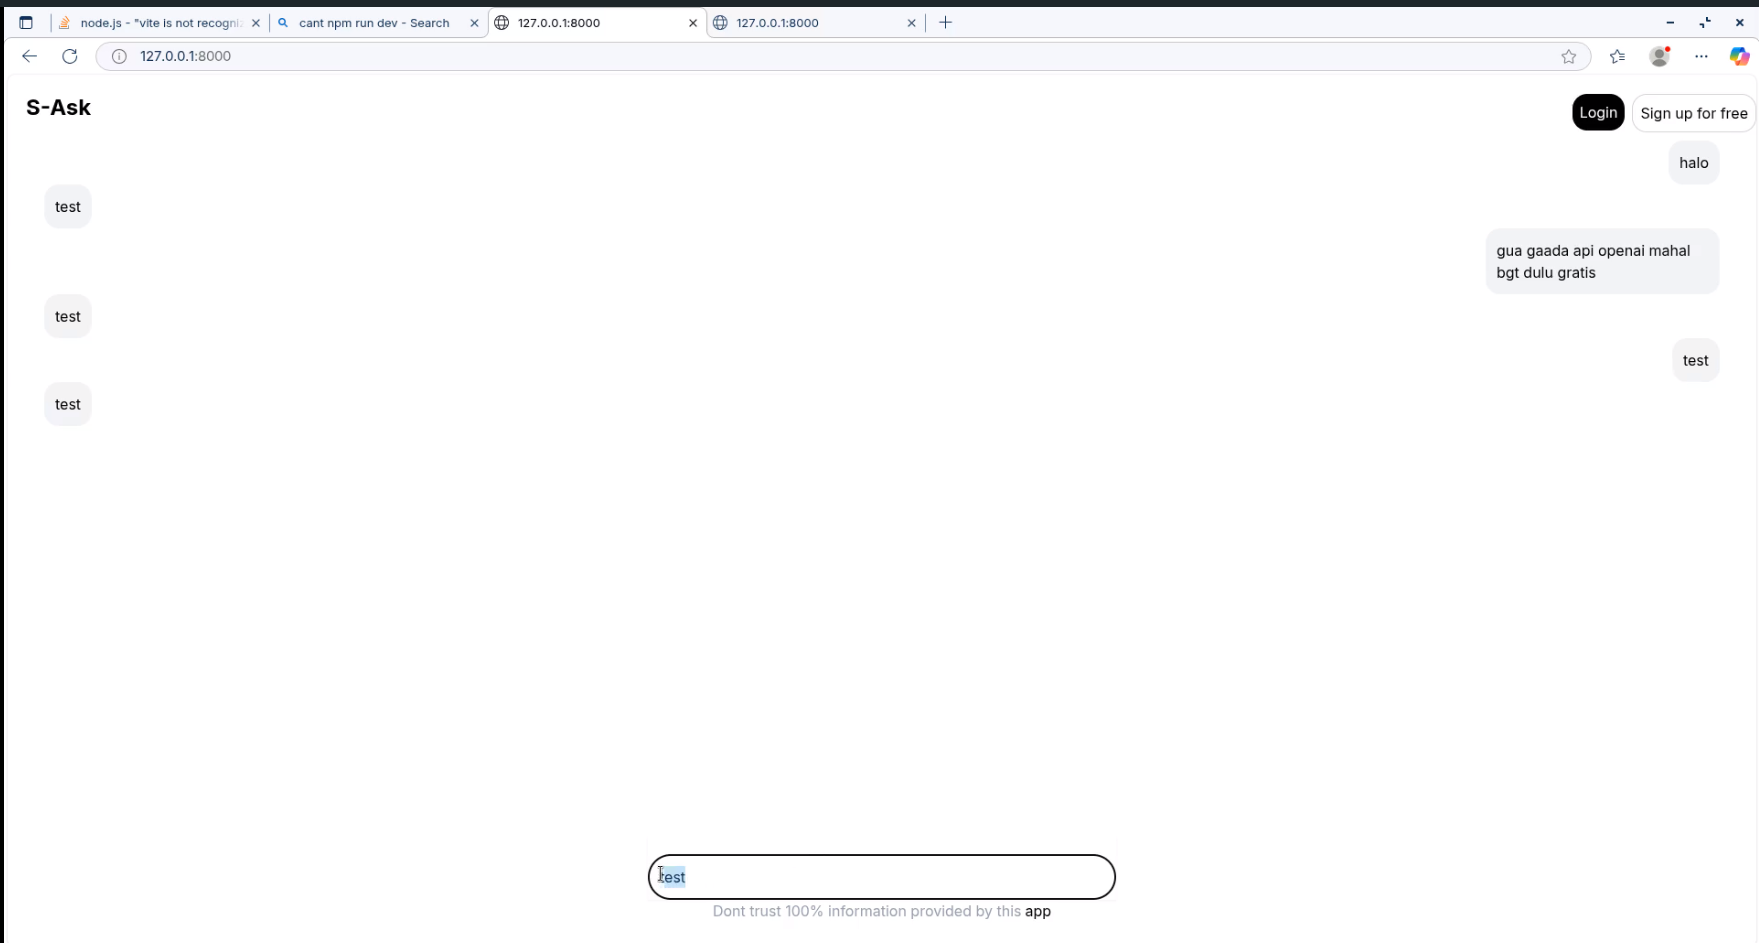 node.js - "vite is not recogni
cant npm run dev - Search
127.0.0.1:8000
127.0.0.1:8000
127.0.0.1:8000
S-Ask
Login
Sign up for free
halo
test
gua gaada api openai mahal
bgt dulu gratis
test
test
test
test
Dont trust 100% information provided by this app